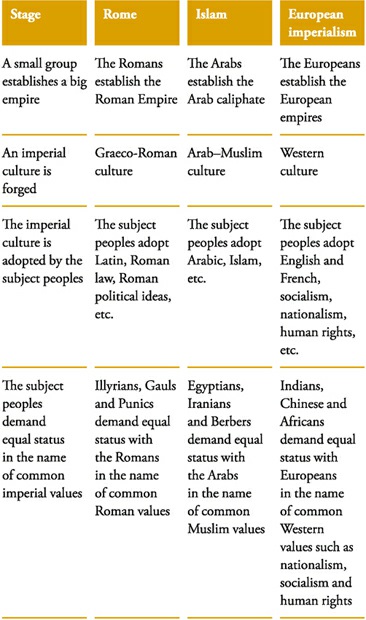 Stage
Rome
Islam
European
imperialism
A small group
establishes a big
empire
The Romans
establish the
Roman Empire
The Arabs
establish the
Arab caliphate
The Europeans
establish the
European
empires
An imperial
culture is
forged
Graeco-Roman
culture
Arab–Muslim
culture
Western
culture
The imperial
culture is
adopted by the
subject peoples
The subject
peoples adopt
Latin, Roman
law, Roman
political ideas,
etc.
The subject
peoples adopt
Arabic, Islam,
etc.
The subject
peoples adopt
English and
French,
socialism,
nationalism,
human rights,
etc.
The subject
peoples
demand
equal status
in the name
of common
imperial values
Illyrians, Gauls
and Punics
demand equal
status with
the Romans
in the name
of common
Roman values
Egyptians,
Iranians
and Berbers
demand equal
status with
the Arabs
in the name
of common
Muslim values
Indians,
Chinese and
Africans
demand equal
status with
Europeans
in the name
of common
Western
values such as
nationalism,
socialism and
human rights